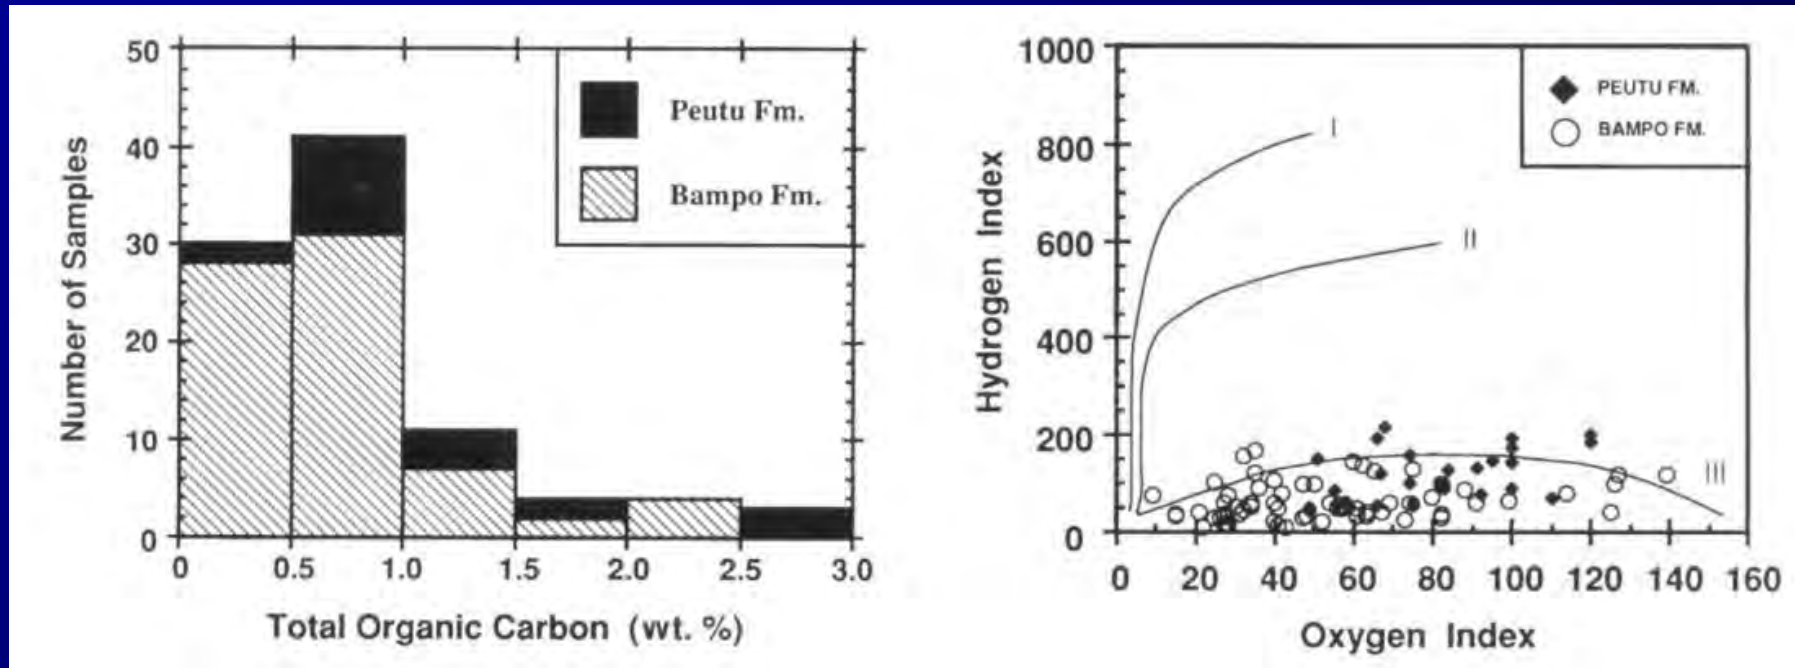 50
40
30
20
10
0
Number of Samples
0 0.5 1.0 1.5 2.0 2.5 3.0
Total Organic Carbon (wt. %)
Peutu Fm.
Bampo Fm.
1000
800
600
400
200
0
Hydrogen Index
0 20 40 60 80 100 120 140 160
Oxygen Index
PEUTU FM.
BAMPO FM.
I
II
III